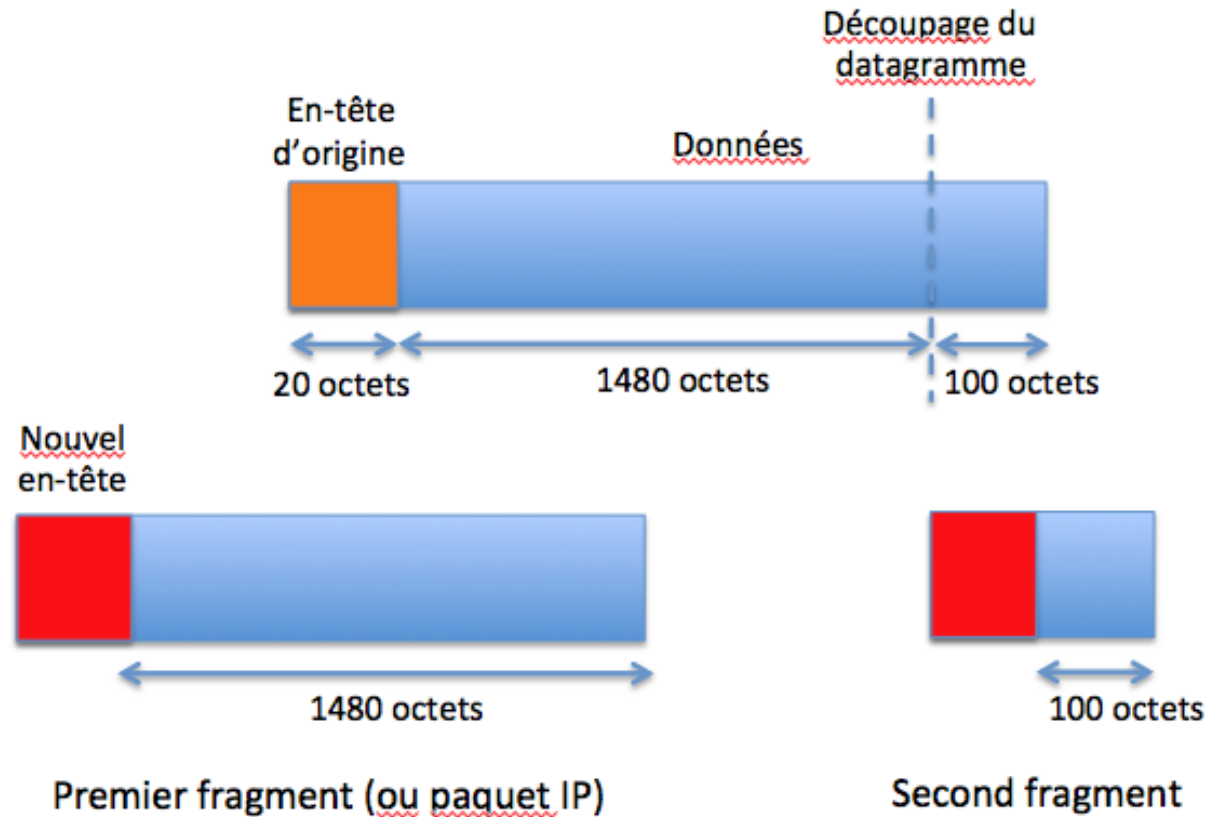 Découpage du
datagramme
En-tête
d'origine
Données
20 octets
1480 octets
100 octets
Nouvel
en-tête
1480 octets
100 octets
Premier fragment (ou paquet IP)
Second fragment